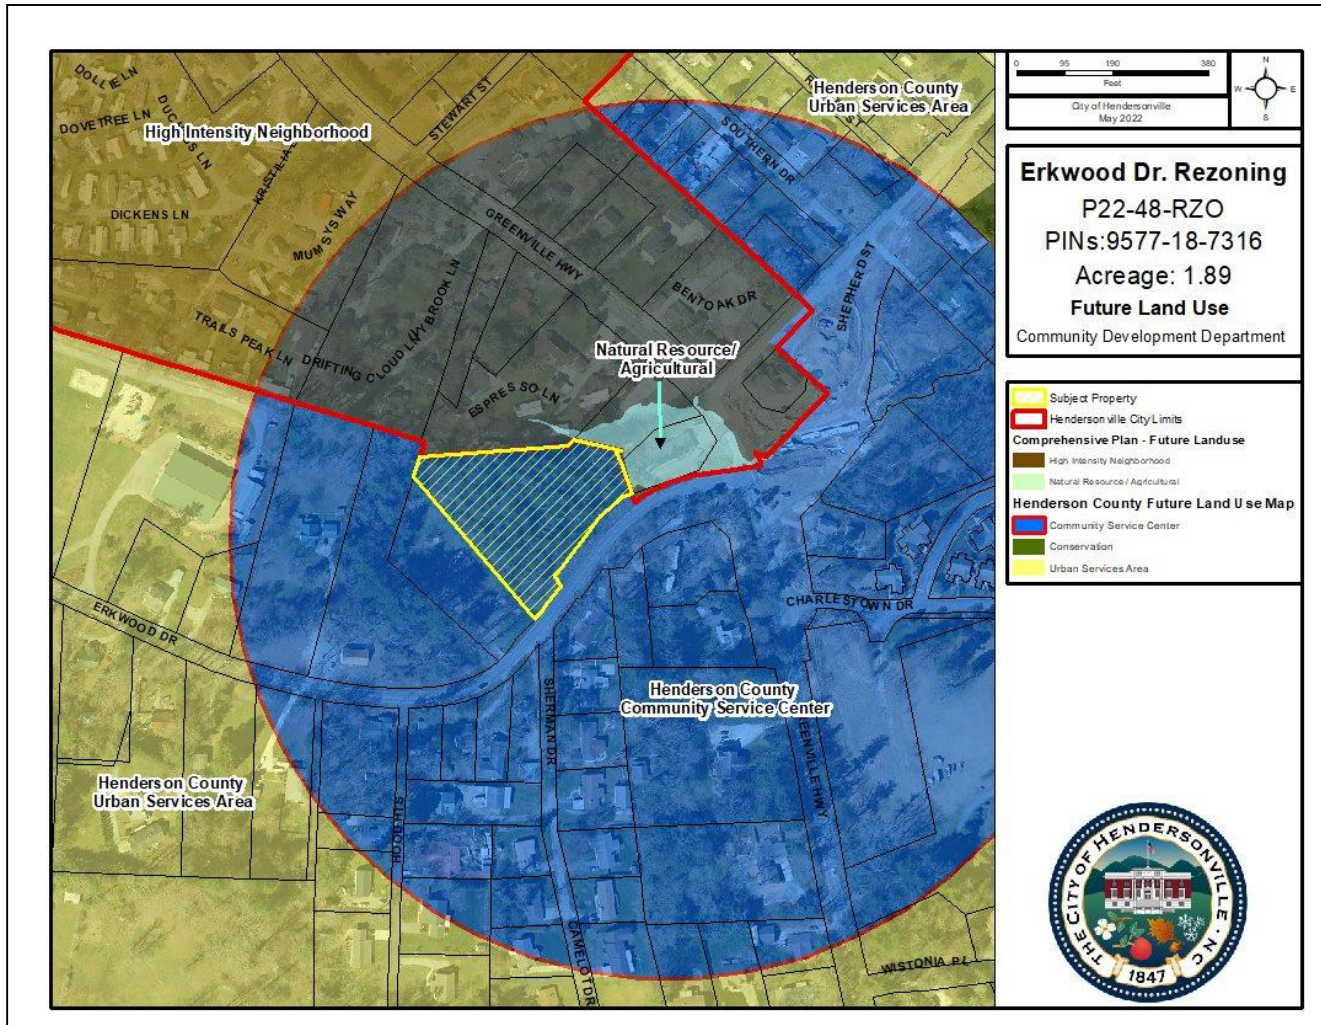 DOLLIE LN
DOVETREE LN
High Intensity Neighborhood
STEWART ST
DICKENS LN
MUMSYS WAY
GREENVILLE HWY
SOUTHERN DR
Henderson County
Urban Services Area
SHEPHERD ST
BENTOAK DR
TRAILS PEAK LN
DRIFTING CLOUD LN
IVY BROOK LN
ESPRESSO LN
Natural Resource/
Agricultural
ERKWOOD DR
CHARLESTOWN DR
Henderson County
Community Service Center
SHERMAN DR
Henderson County
Urban Services Area
CAMELOT DR
WISTONIA PL
0 95 190 380
Feet
N
W E
S
City of Hendersonville
May 2022
Erkwood Dr. Rezoning
P22-48-RZO
PINs:9577-18-7316
Acreage: 1.89
Future Land Use
Community Development Department
Subject Property
Hendersonville City Limits
Comprehensive Plan - Future Landuse
High Intensity Neighborhood
Natural Resource / Agricultural
Henderson County Future Land Use Map
Community Service Center
Conservation
Urban Services Area
THE CITY OF HENDERSONVILLE · NC
1847